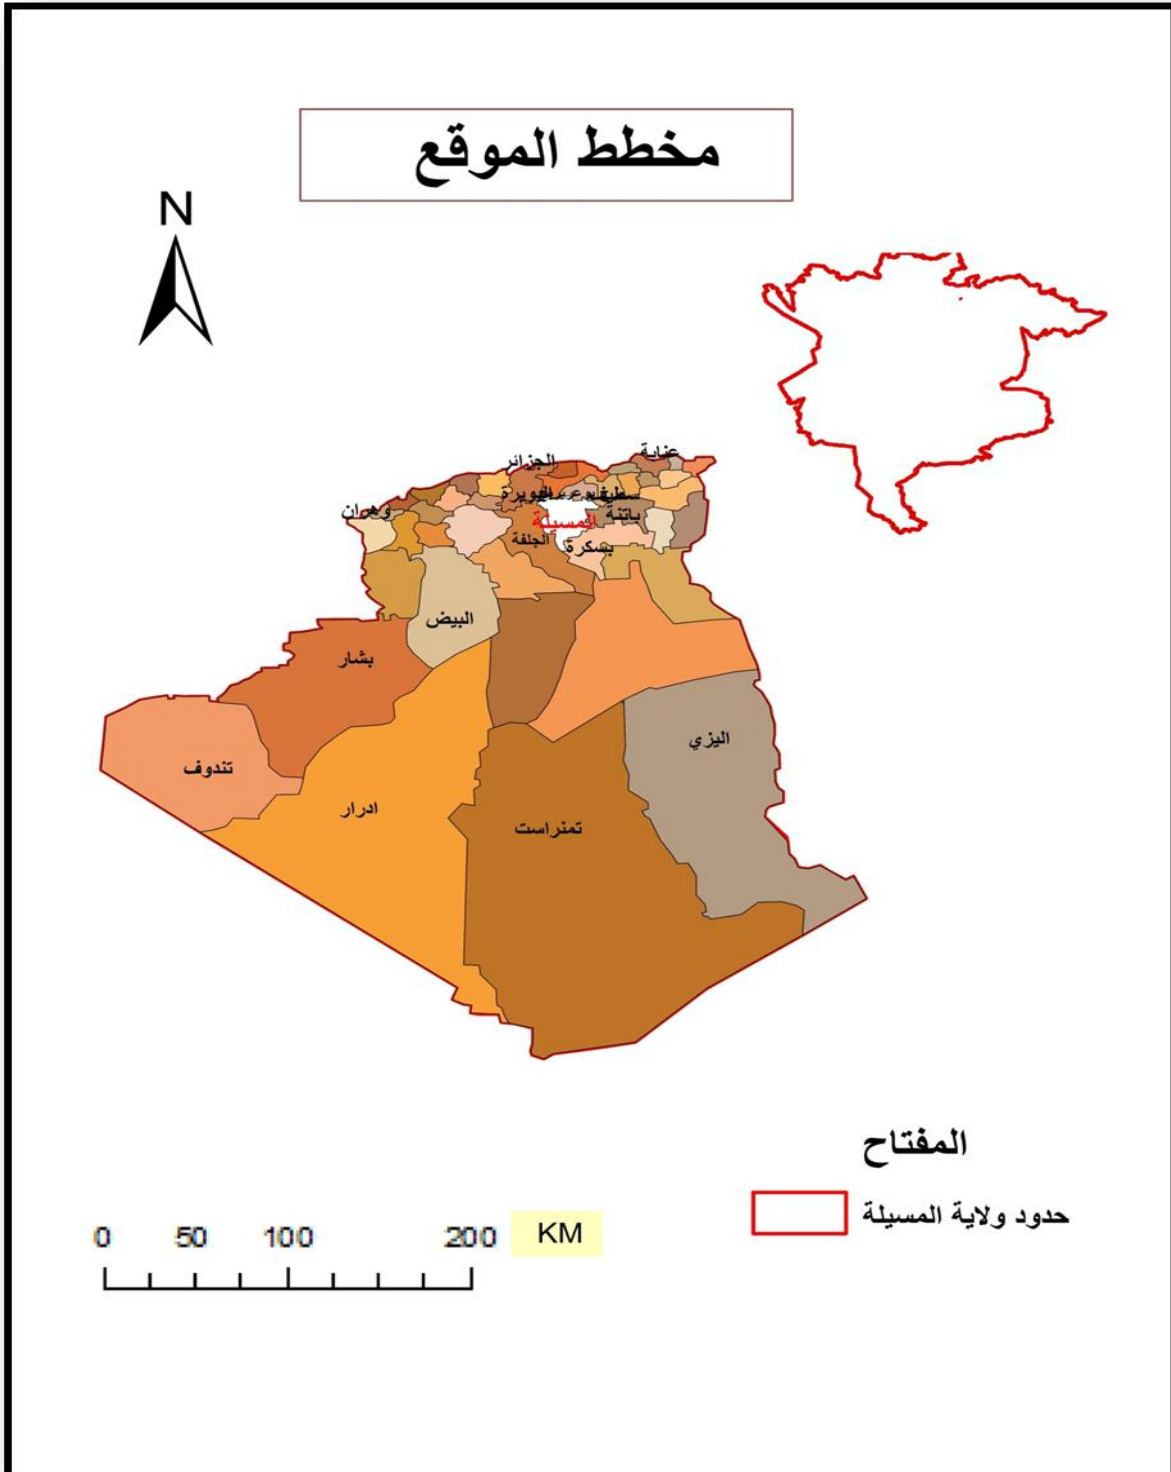 مخطط الموقع
N
عنابة
الجزائر
سطيف
البويرة
وهران
باتنة
المسيلة
الجلفة
بسكرة
البيض
بشار
اليزي
تندوف
ادرار
تمنراست
المفتاح
حدود ولاية المسيلة
0 50 100 200 KM